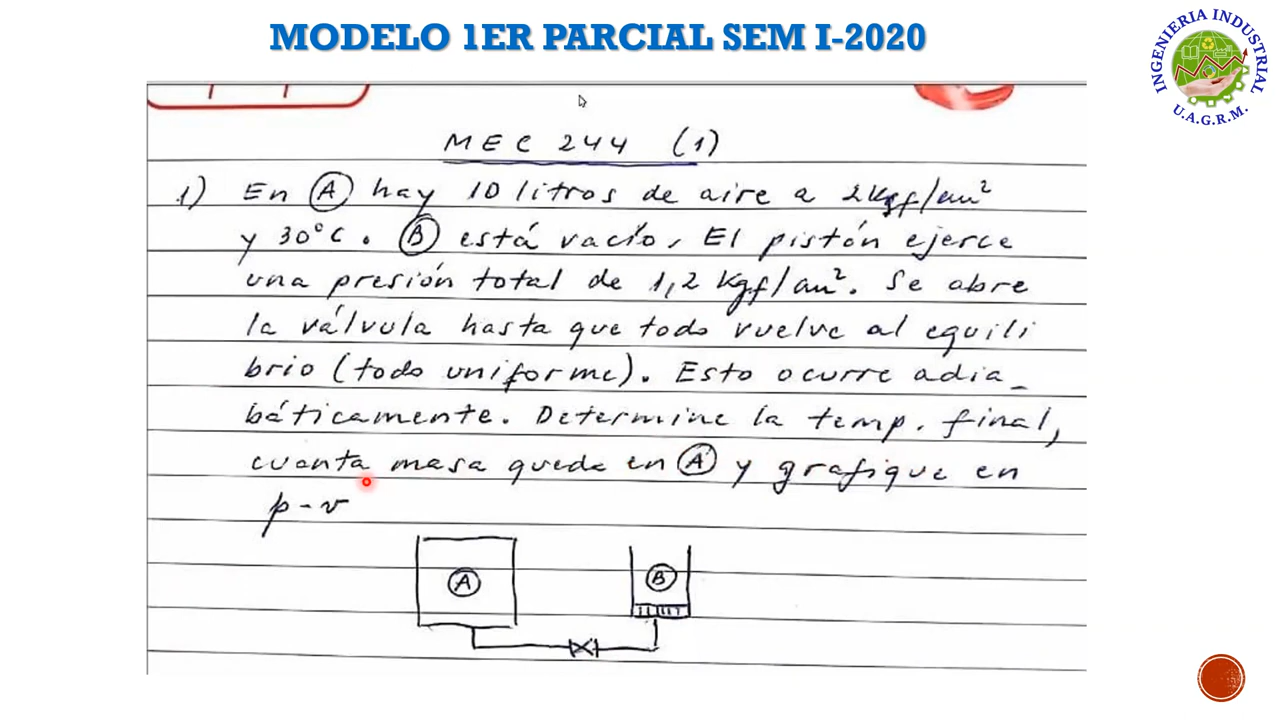 MODELO 1ER PARCIAL SEM I-2020
INGENIERIA INDUSTRIAL
U.A.G.R.M.
MEC 244 (1)
1) En A hay 10 litros de aire a 2 Kgf/cm²
y 30°C. B está vacío, El pistón ejerce
una presión total de 1,2 Kgf/cm². Se abre
la válvula hasta que todo vuelve al equili
brio (todo uniforme). Esto ocurre adia_
báticamente. Determine la temp. final,
cuanta masa queda en A y grafique en
p-v
A B